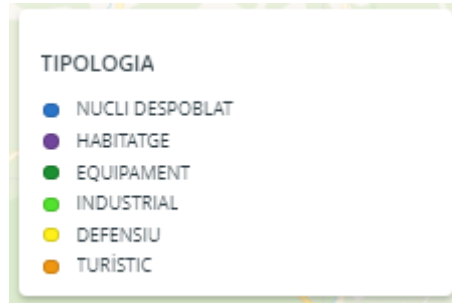 TIPOLOGIA
NUCLI DESPOBLAT
HABITATGE
EQUIPAMENT
INDUSTRIAL
DEFENSIU
TURÍSTIC